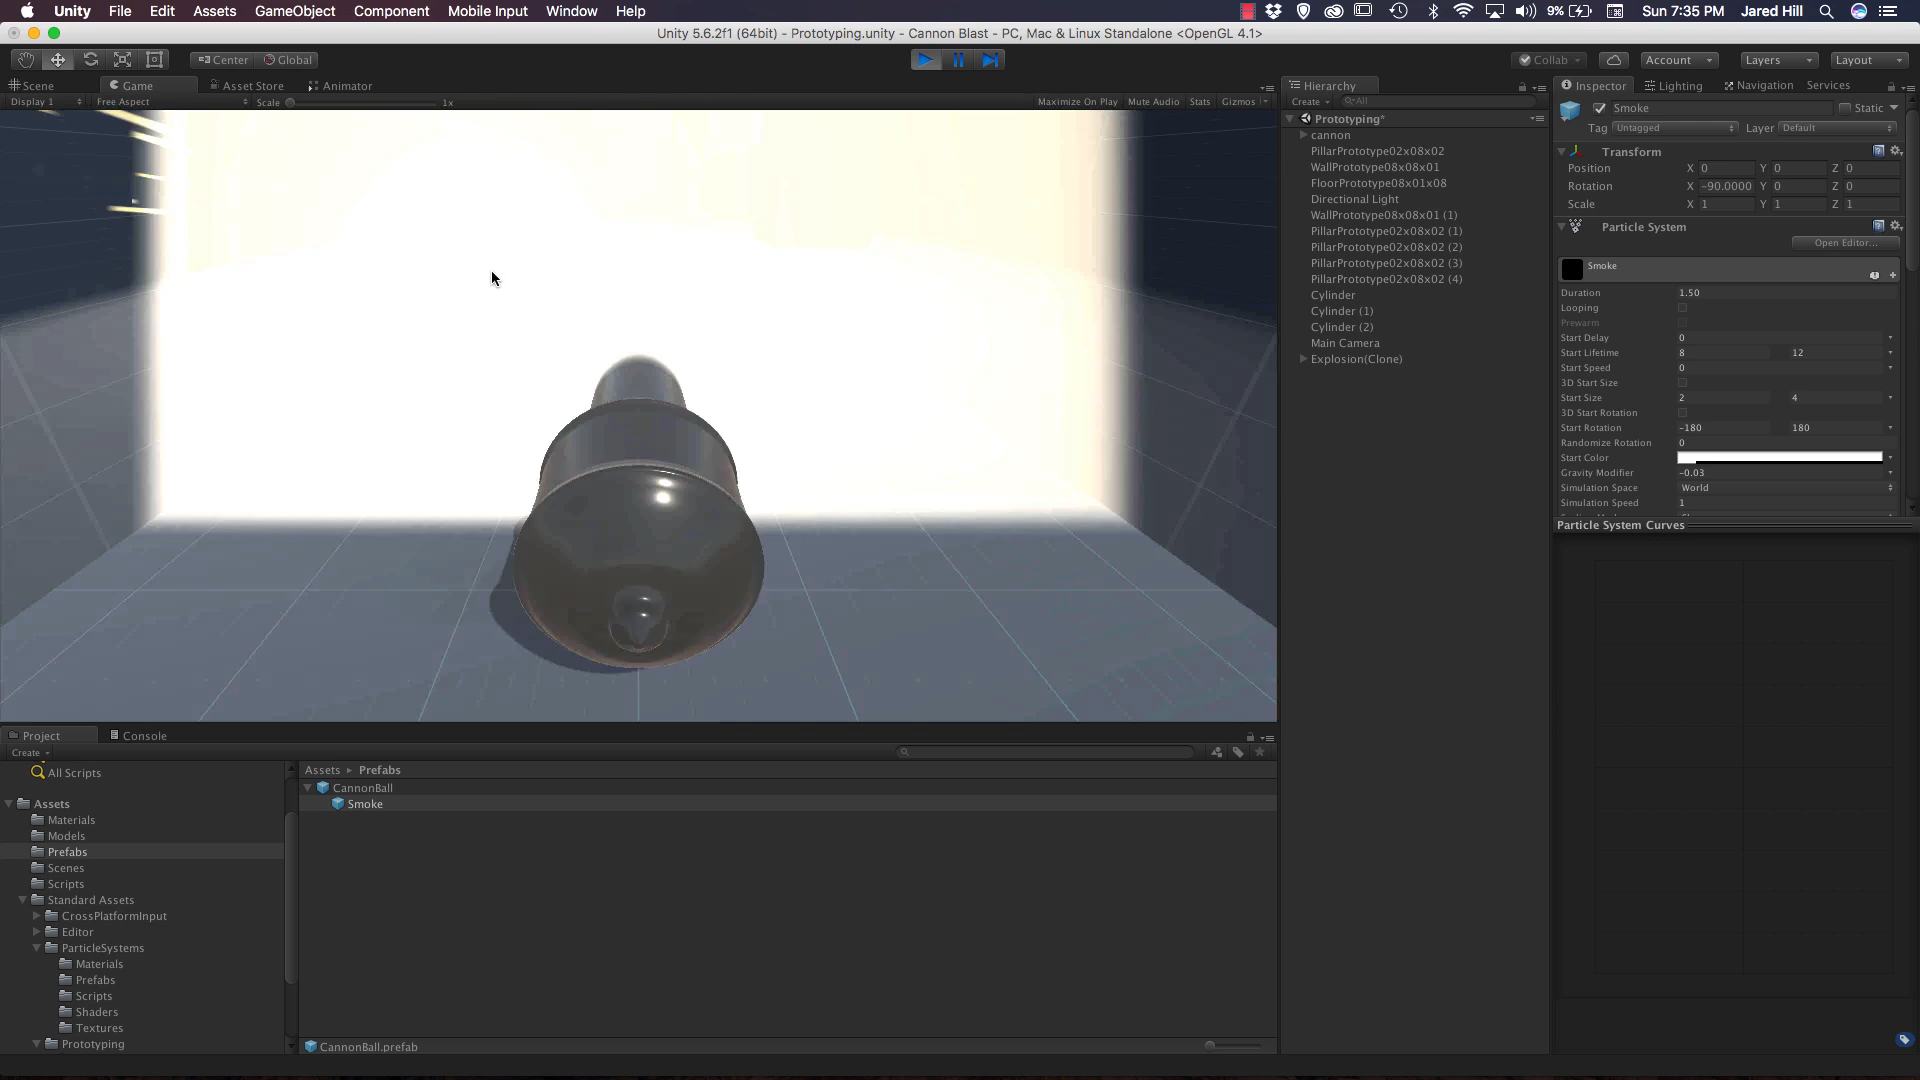 Unity File Edit Assets GameObject Component Mobile Input Window Help 9% Sun 7:35 PM Jared Hill
Unity 5.6.2f1 (64bit) - Prototyping.unity - Cannon Blast - PC, Mac & Linux Standalone <OpenGL 4.1>
Center Global Collab Account Layers Layout
Scene Game Asset Store Animator Hierarchy Inspector Lighting Navigation Services
Display 1 Free Aspect Scale 1x Maximize On Play Mute Audio Stats Gizmos Create All
Smoke Static
Tag Untagged Layer Default
Prototyping*
cannon
PillarPrototype02x08x02
WallPrototype08x08x01
FloorPrototype08x01x08
Directional Light
WallPrototype08x08x01 (1)
PillarPrototype02x08x02 (1)
PillarPrototype02x08x02 (2)
PillarPrototype02x08x02 (3)
PillarPrototype02x08x02 (4)
Cylinder
Cylinder (1)
Cylinder (2)
Main Camera
Explosion(Clone)
Transform
Position X 0 Y 0 Z 0
Rotation X -90.0000 Y 0 Z 0
Scale X 1 Y 1 Z 1
Particle System
Open Editor...
Smoke
Duration 1.50
Looping
Prewarm
Start Delay 0
Start Lifetime 8 12
Start Speed 0
3D Start Size
Start Size 2 4
3D Start Rotation
Start Rotation -180 180
Randomize Rotation 0
Start Color
Gravity Modifier -0.03
Simulation Space World
Simulation Speed 1
Particle System Curves
Project Console
Create
All Scripts
Assets
Materials
Models
Prefabs
Scenes
Scripts
Standard Assets
CrossPlatformInput
Editor
ParticleSystems
Materials
Prefabs
Scripts
Shaders
Textures
Prototyping
Assets Prefabs
CannonBall
Smoke
CannonBall.prefab